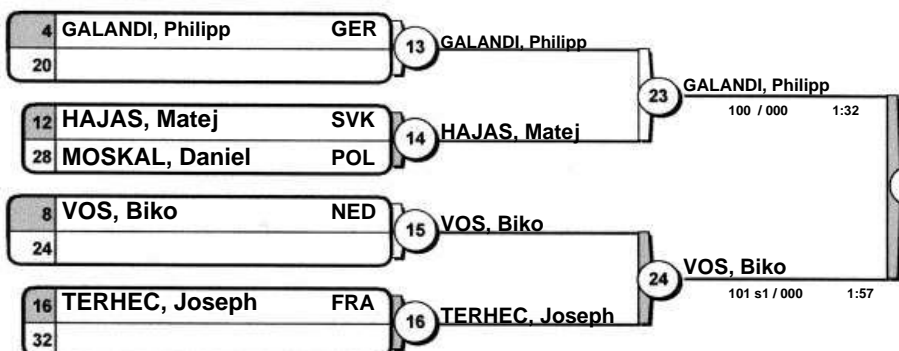 4 GALANDI, Philipp GER
20
13 GALANDI, Philipp
23 GALANDI, Philipp
100 / 000 1:32
12 HAJAS, Matej SVK
28 MOSKAL, Daniel POL
14 HAJAS, Matej
8 VOS, Biko NED
24
15 VOS, Biko
24 VOS, Biko
101 s1 / 000 1:57
16 TERHEC, Joseph FRA
32
16 TERHEC, Joseph